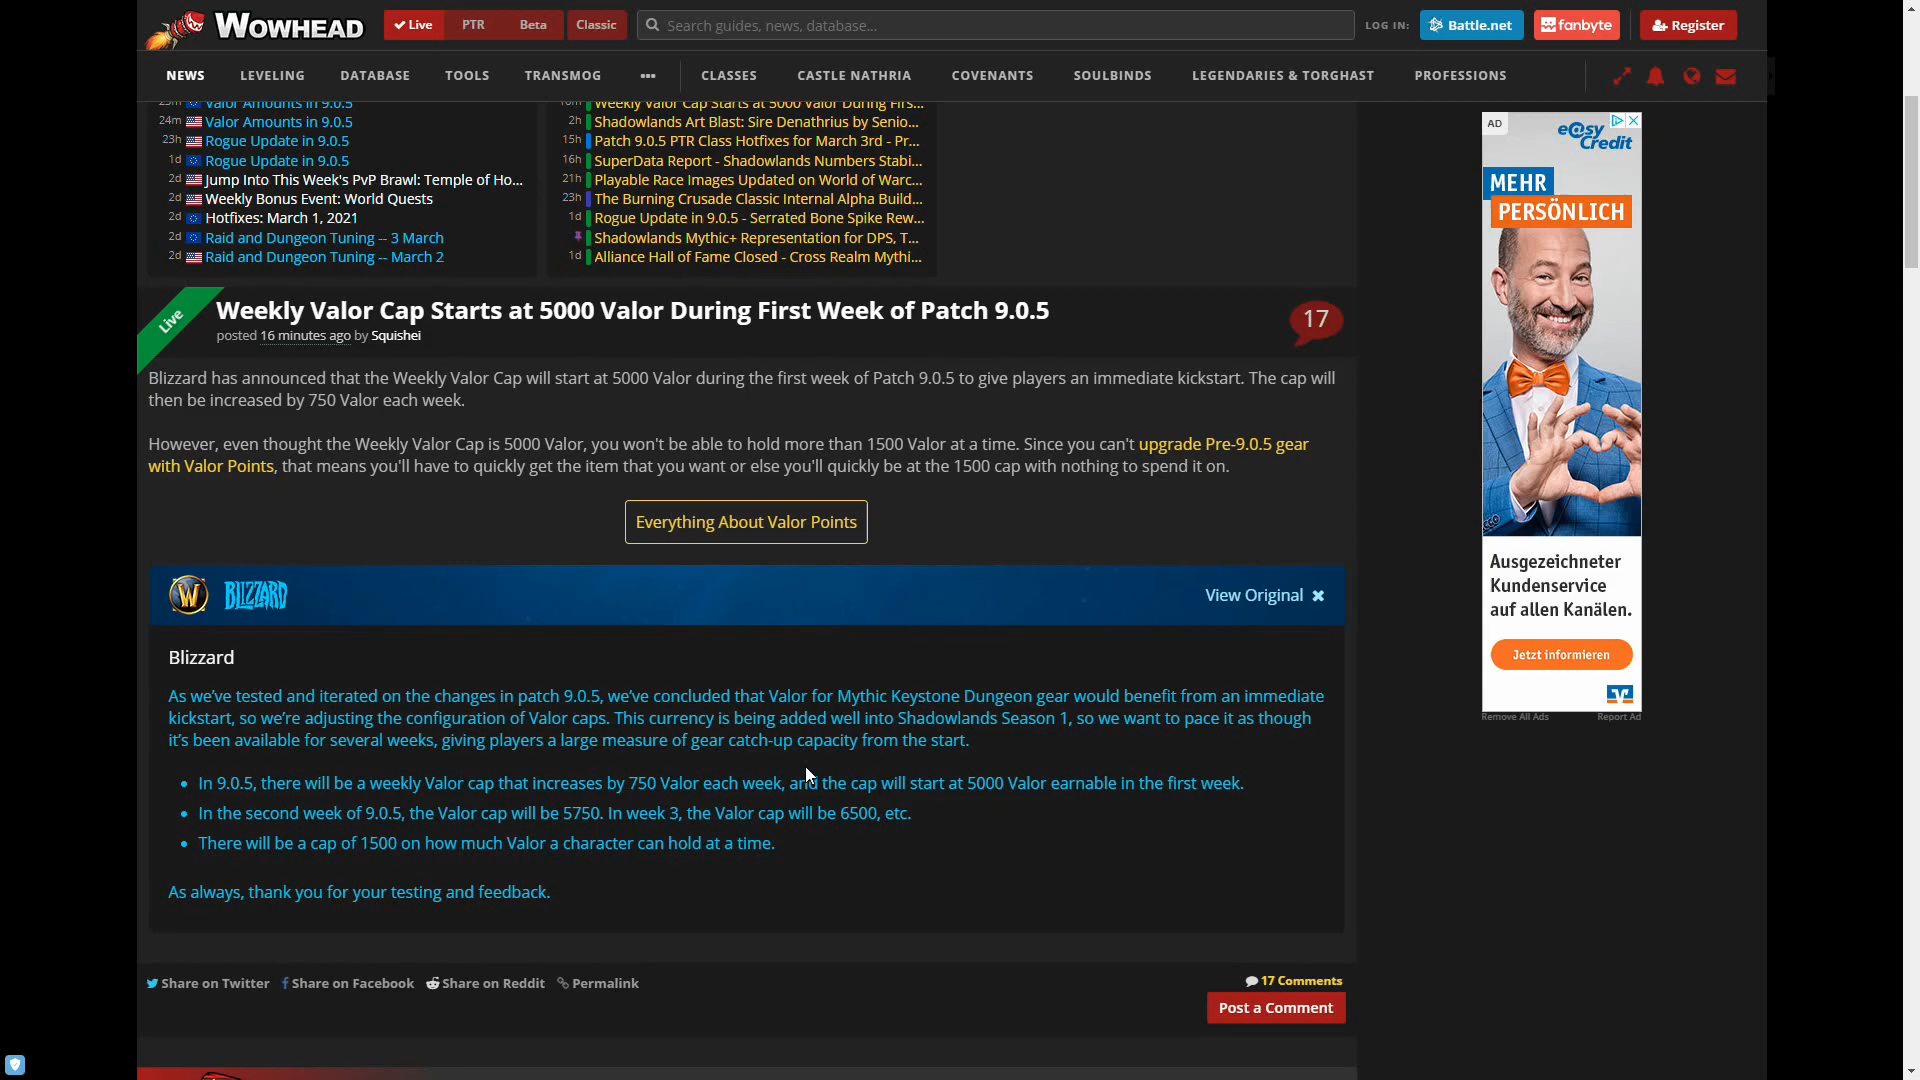 WOWHEAD
Live
PTR
Beta
Classic
Search guides, news, database...
LOG IN:
Battle.net
fanbyte
Register
NEWS
LEVELING
DATABASE
TOOLS
TRANSMOG
CLASSES
CASTLE NATHRIA
COVENANTS
SOULBINDS
LEGENDARIES & TORGHAST
PROFESSIONS
23m Valor Amounts in 9.0.5
24m Valor Amounts in 9.0.5
23h Rogue Update in 9.0.5
1d Rogue Update in 9.0.5
2d Jump Into This Week's PvP Brawl: Temple of Ho...
2d Weekly Bonus Event: World Quests
2d Hotfixes: March 1, 2021
2d Raid and Dungeon Tuning -- 3 March
2d Raid and Dungeon Tuning -- March 2
16m Weekly Valor Cap Starts at 5000 Valor During Firs...
2h Shadowlands Art Blast: Sire Denathrius by Senio...
15h Patch 9.0.5 PTR Class Hotfixes for March 3rd - Pr...
16h SuperData Report - Shadowlands Numbers Stabi...
21h Playable Race Images Updated on World of Warc...
23h The Burning Crusade Classic Internal Alpha Build...
1d Rogue Update in 9.0.5 - Serrated Bone Spike Rew...
Shadowlands Mythic+ Representation for DPS, T...
1d Alliance Hall of Fame Closed - Cross Realm Mythi...
Live
Weekly Valor Cap Starts at 5000 Valor During First Week of Patch 9.0.5
posted 16 minutes ago by Squishei
17
Blizzard has announced that the Weekly Valor Cap will start at 5000 Valor during the first week of Patch 9.0.5 to give players an immediate kickstart. The cap will
then be increased by 750 Valor each week.
However, even thought the Weekly Valor Cap is 5000 Valor, you won't be able to hold more than 1500 Valor at a time. Since you can't upgrade Pre-9.0.5 gear
with Valor Points, that means you'll have to quickly get the item that you want or else you'll quickly be at the 1500 cap with nothing to spend it on.
Everything About Valor Points
W
BLIZZARD
View Original
Blizzard
As we've tested and iterated on the changes in patch 9.0.5, we've concluded that Valor for Mythic Keystone Dungeon gear would benefit from an immediate
kickstart, so we're adjusting the configuration of Valor caps. This currency is being added well into Shadowlands Season 1, so we want to pace it as though
it's been available for several weeks, giving players a large measure of gear catch-up capacity from the start.
• In 9.0.5, there will be a weekly Valor cap that increases by 750 Valor each week, and the cap will start at 5000 Valor earnable in the first week.
• In the second week of 9.0.5, the Valor cap will be 5750. In week 3, the Valor cap will be 6500, etc.
• There will be a cap of 1500 on how much Valor a character can hold at a time.
As always, thank you for your testing and feedback.
Share on Twitter
Share on Facebook
Share on Reddit
Permalink
17 Comments
Post a Comment
AD
e@sy
Credit
MEHR
PERSÖNLICH
Ausgezeichneter
Kundenservice
auf allen Kanälen.
Jetzt informieren
Remove All Ads
Report Ad